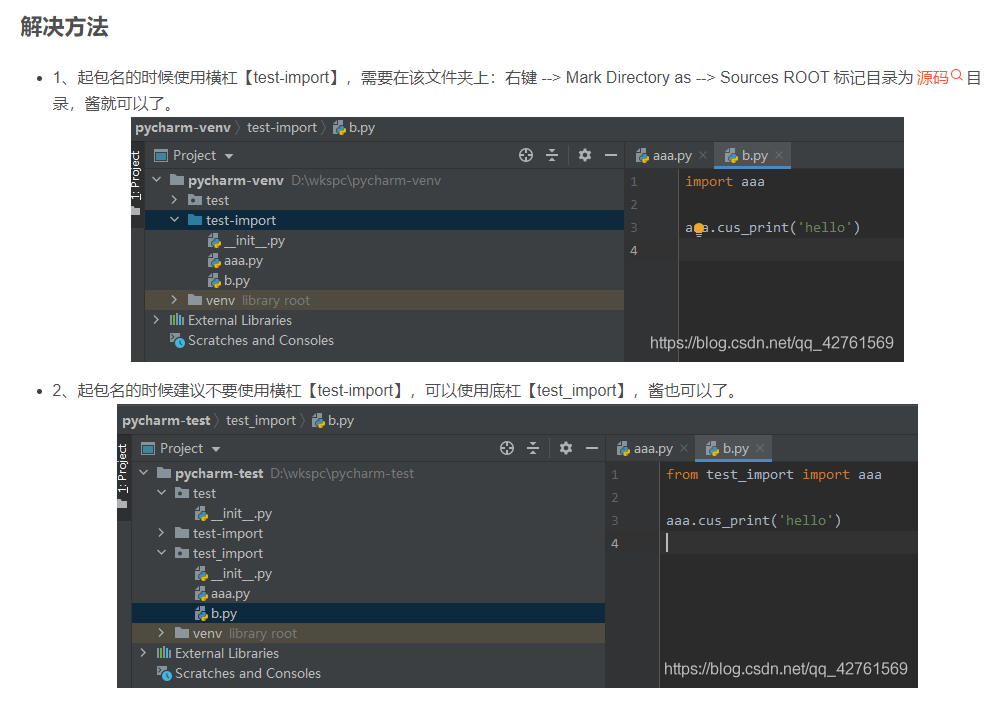 解决方法
1、起包名的时候使用横杠【test-import】，需要在该文件夹上：右键 --> Mark Directory as --> Sources ROOT 标记目录为 源码 目
录，酱就可以了。
pycharm-venv test-import b.py
1: Project
Project
aaa.py
b.py
pycharm-venv D:\wkspc\pycharm-venv
test
test-import
__init__.py
aaa.py
b.py
venv library root
External Libraries
Scratches and Consoles
1 import aaa
2
3 aaa.cus_print('hello')
4
https://blog.csdn.net/qq_42761569
2、起包名的时候建议不要使用横杠【test-import】，可以使用底杠【test_import】，酱也可以了。
pycharm-test test_import b.py
1: Project
Project
aaa.py
b.py
pycharm-test D:\wkspc\pycharm-test
test
__init__.py
test-import
test_import
__init__.py
aaa.py
b.py
venv library root
External Libraries
Scratches and Consoles
1 from test_import import aaa
2
3 aaa.cus_print('hello')
4
https://blog.csdn.net/qq_42761569